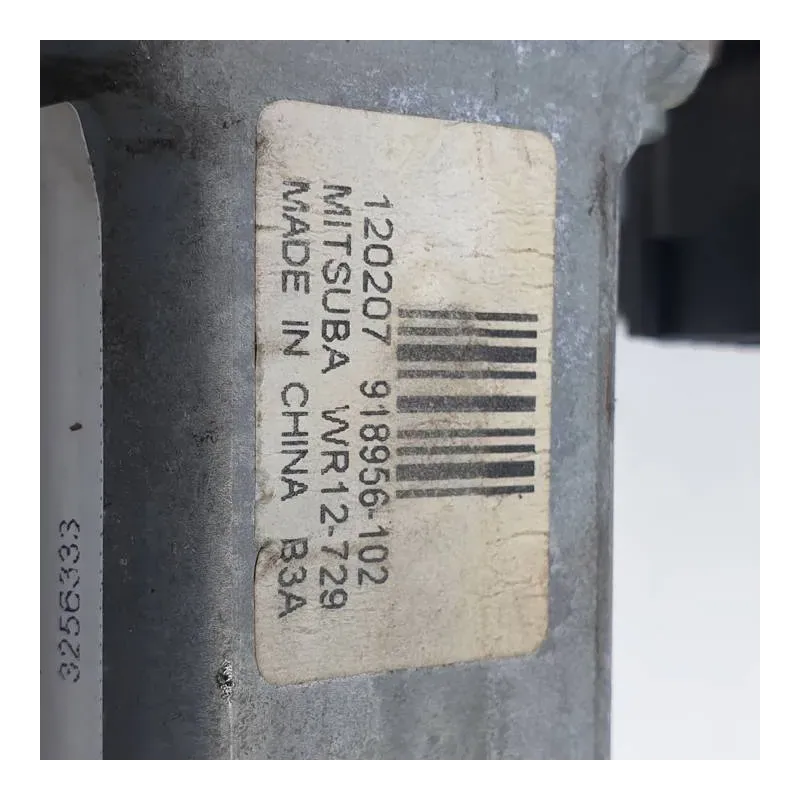 120207 918956-102
MITSUBA WR12-729
MADE IN CHINA B3A
3256333